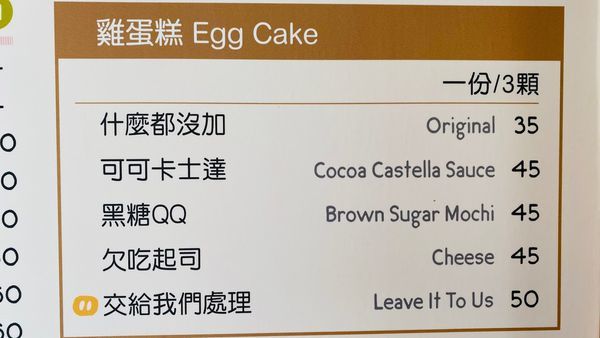 雞蛋糕 Egg Cake
一份/3顆
什麼都沒加 Original 35
可可卡士達 Cocoa Castella Sauce 45
黑糖QQ Brown Sugar Mochi 45
欠吃起司 Cheese 45
交給我們處理 Leave It To Us 50